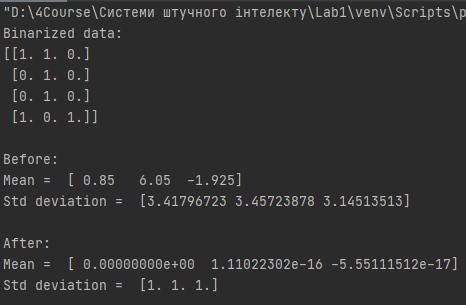 "D:\4Course\Системи штучного інтелекту\Lab1\venv\Scripts\p
Binarized data:
[[1. 1. 0.]
 [0. 1. 0.]
 [0. 1. 0.]
 [1. 0. 1.]]
Before:
Mean =  [ 0.85   6.05  -1.925]
Std deviation =  [3.41796723 3.45723878 3.14513513]
After:
Mean =  [ 0.00000000e+00  1.11022302e-16 -5.55111512e-17]
Std deviation =  [1. 1. 1.]